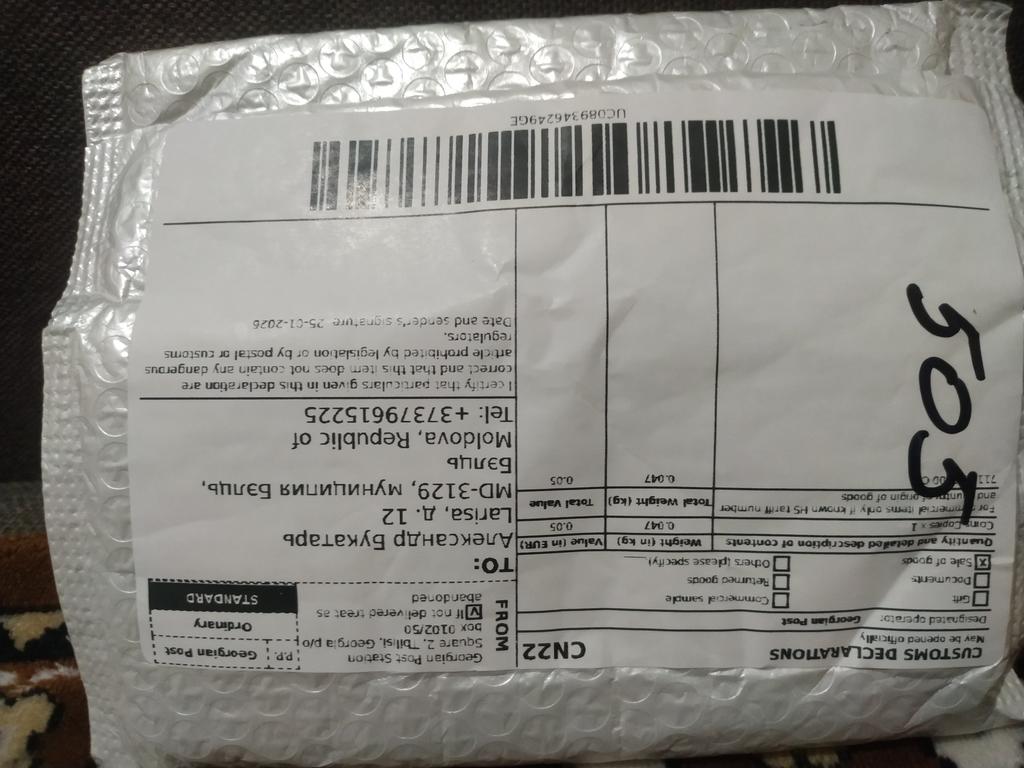 CUSTOMS DECLARATIONS
May be opened officially
CN22
Designated operator Georgian Post
Gift
Commercial sample
Documents
Returned goods
X Sale of goods
Others (please specify)
Quantity and detailed description of contents
Weight (in kg)
Value (in EUR)
Coins Copies x 1
0.047
0.05
For commercial items only if known HS tariff number
and country of origin of goods
Total Weight (kg)
Total Value
0.047
0.05
505
FROM
Georgian Post Station
Square 2, Tbilisi, Georgia p/o
box 0102/50
If not delivered treat as
abandoned
P.P.
Georgian Post
Ordinary
STANDARD
TO:
Александр Букатарь
Larisa, д. 12
MD-3129, муниципия Бэлць,
Бэлць
Moldova, Republic of
Tel: +37379615225
I certify that particulars given in this declaration are
correct and that this item does not contain any dangerous
article prohibited by legislation or by postal or customs
regulators.
Date and sender's signature 25-01-2026
UC089346249GE